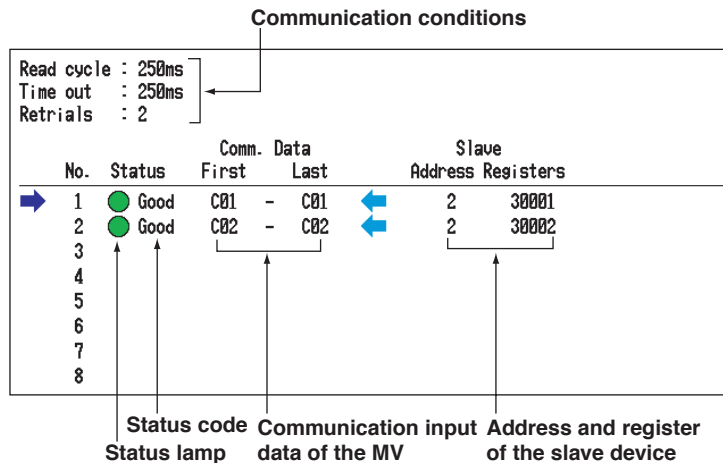 Communication conditions
Read cycle : 250ms
Time out : 250ms
Retrials : 2
Comm. Data Slave
No. Status First Last Address Registers
1 Good C01 - C01 2 30001
2 Good C02 - C02 2 30002
3
4
5
6
7
8
Status code Communication input Address and register
Status lamp data of the MV of the slave device